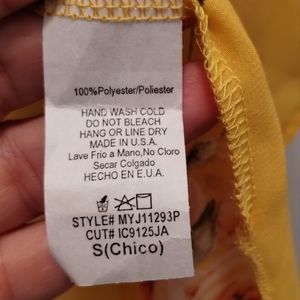 100%Polyester/Poliester
HAND WASH COLD
DO NOT BLEACH
HANG OR LINE DRY
MADE IN U.S.A.
Lave Frio a Mano,No Cloro
Secar Colgado
HECHO EN E.U.A.
STYLE# MYJ11293P
CUT# IC9125JA
S(Chico)